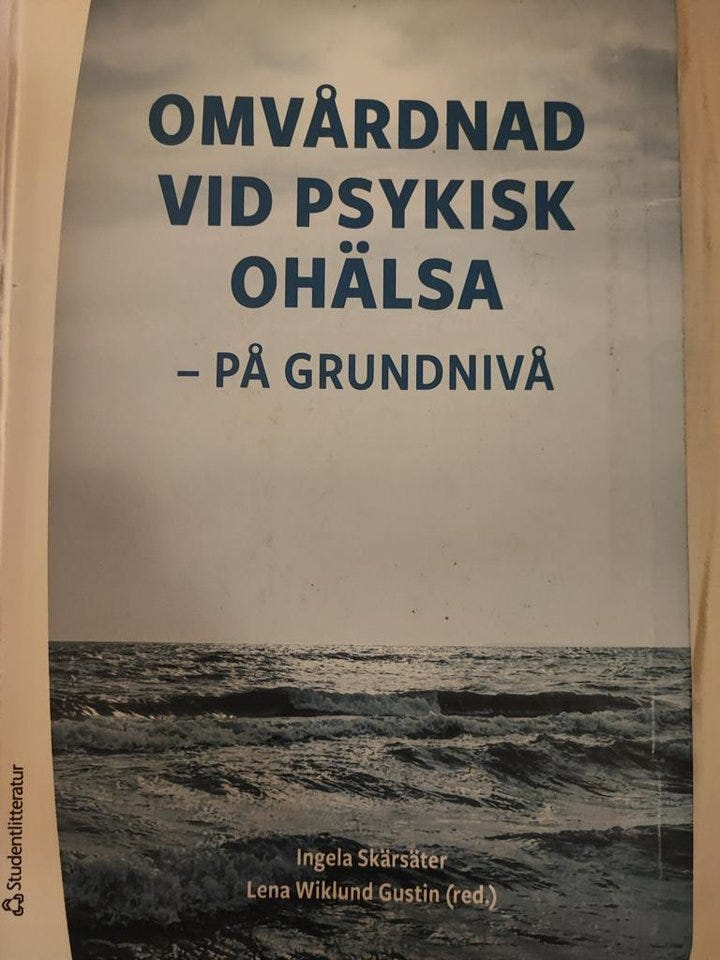 OMVÅRDNAD
VID PSYKISK
OHÄLSA
– PÅ GRUNDNIVÅ
Ingela Skärsäter
Lena Wiklund Gustin (red.)
Studentlitteratur